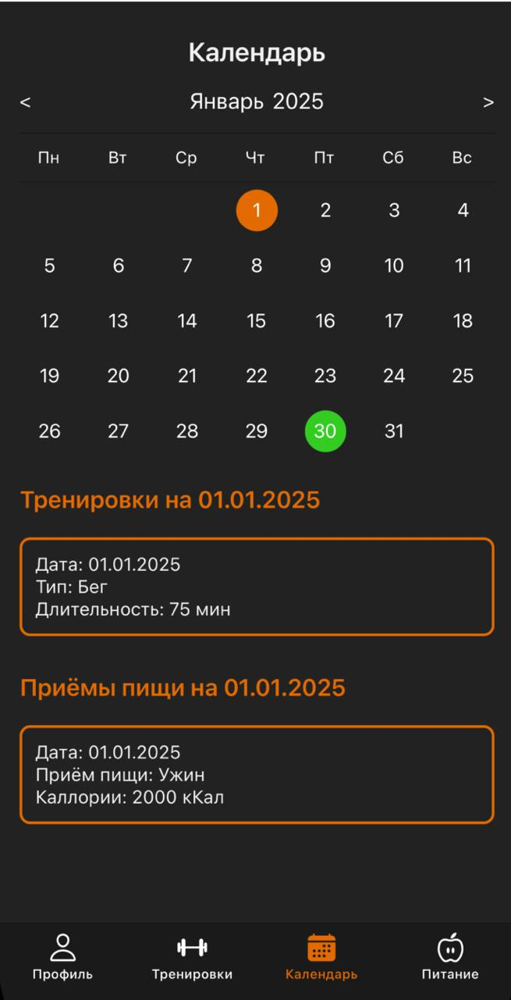 Календарь
< Январь 2025 >
Пн Вт Ср Чт Пт Сб Вс
1 2 3 4
5 6 7 8 9 10 11
12 13 14 15 16 17 18
19 20 21 22 23 24 25
26 27 28 29 30 31
Тренировки на 01.01.2025
Дата: 01.01.2025
Тип: Бег
Длительность: 75 мин
Приёмы пищи на 01.01.2025
Дата: 01.01.2025
Приём пищи: Ужин
Каллории: 2000 кКал
Профиль Тренировки Календарь Питание